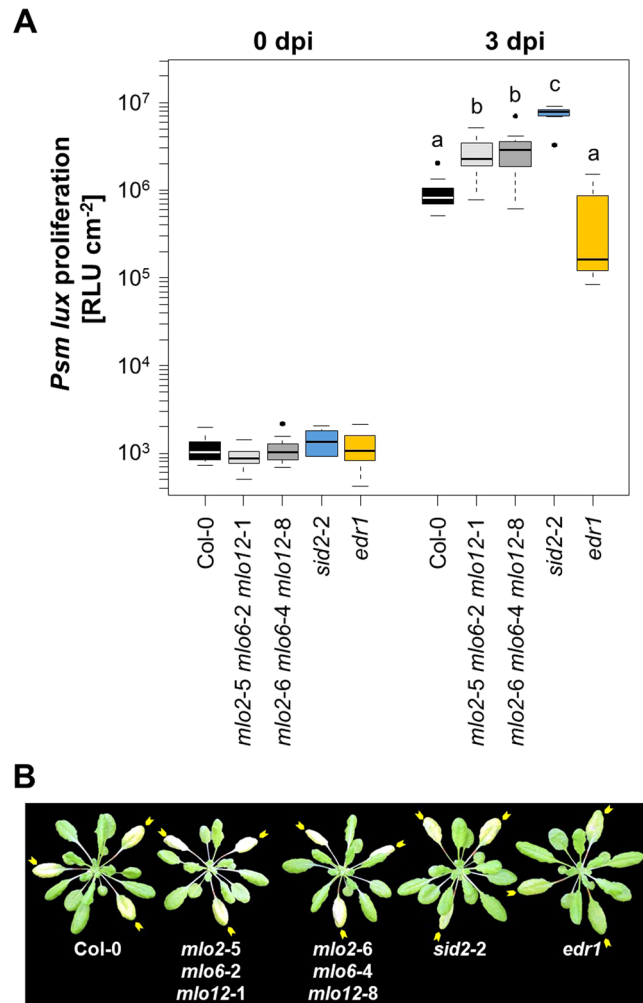 A
0 dpi
3 dpi
Psm lux proliferation
[RLU cm-2]
10⁷
10⁶
10⁵
10⁴
10³
a
b
b
c
a
Col-0
mlo2-5 mlo6-2 mlo12-1
mlo2-6 mlo6-4 mlo12-8
sid2-2
edr1
Col-0
mlo2-5 mlo6-2 mlo12-1
mlo2-6 mlo6-4 mlo12-8
sid2-2
edr1
B
Col-0
mlo2-5
mlo6-2
mlo12-1
mlo2-6
mlo6-4
mlo12-8
sid2-2
edr1